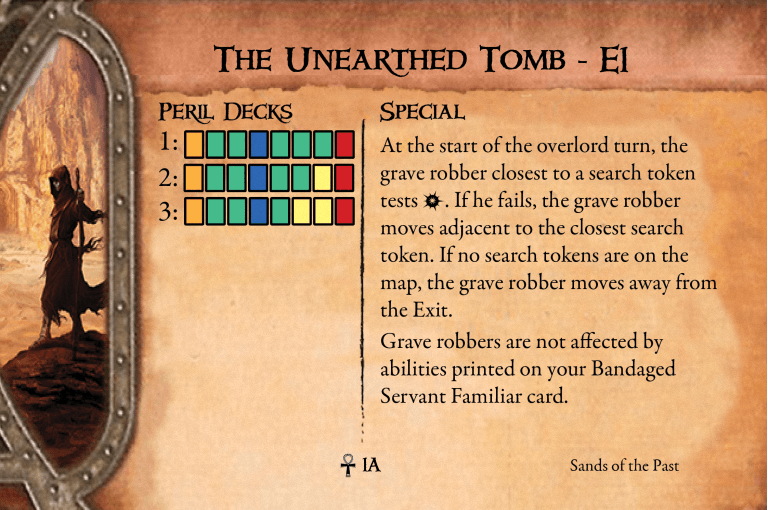 The Unearthed Tomb - E1
Peril Decks
1:
2:
3:
Special
At the start of the overlord turn, the
grave robber closest to a search token
tests . If he fails, the grave robber
moves adjacent to the closest search
token. If no search tokens are on the
map, the grave robber moves away from
the Exit.
Grave robbers are not affected by
abilities printed on your Bandaged
Servant Familiar card.
1A
Sands of the Past